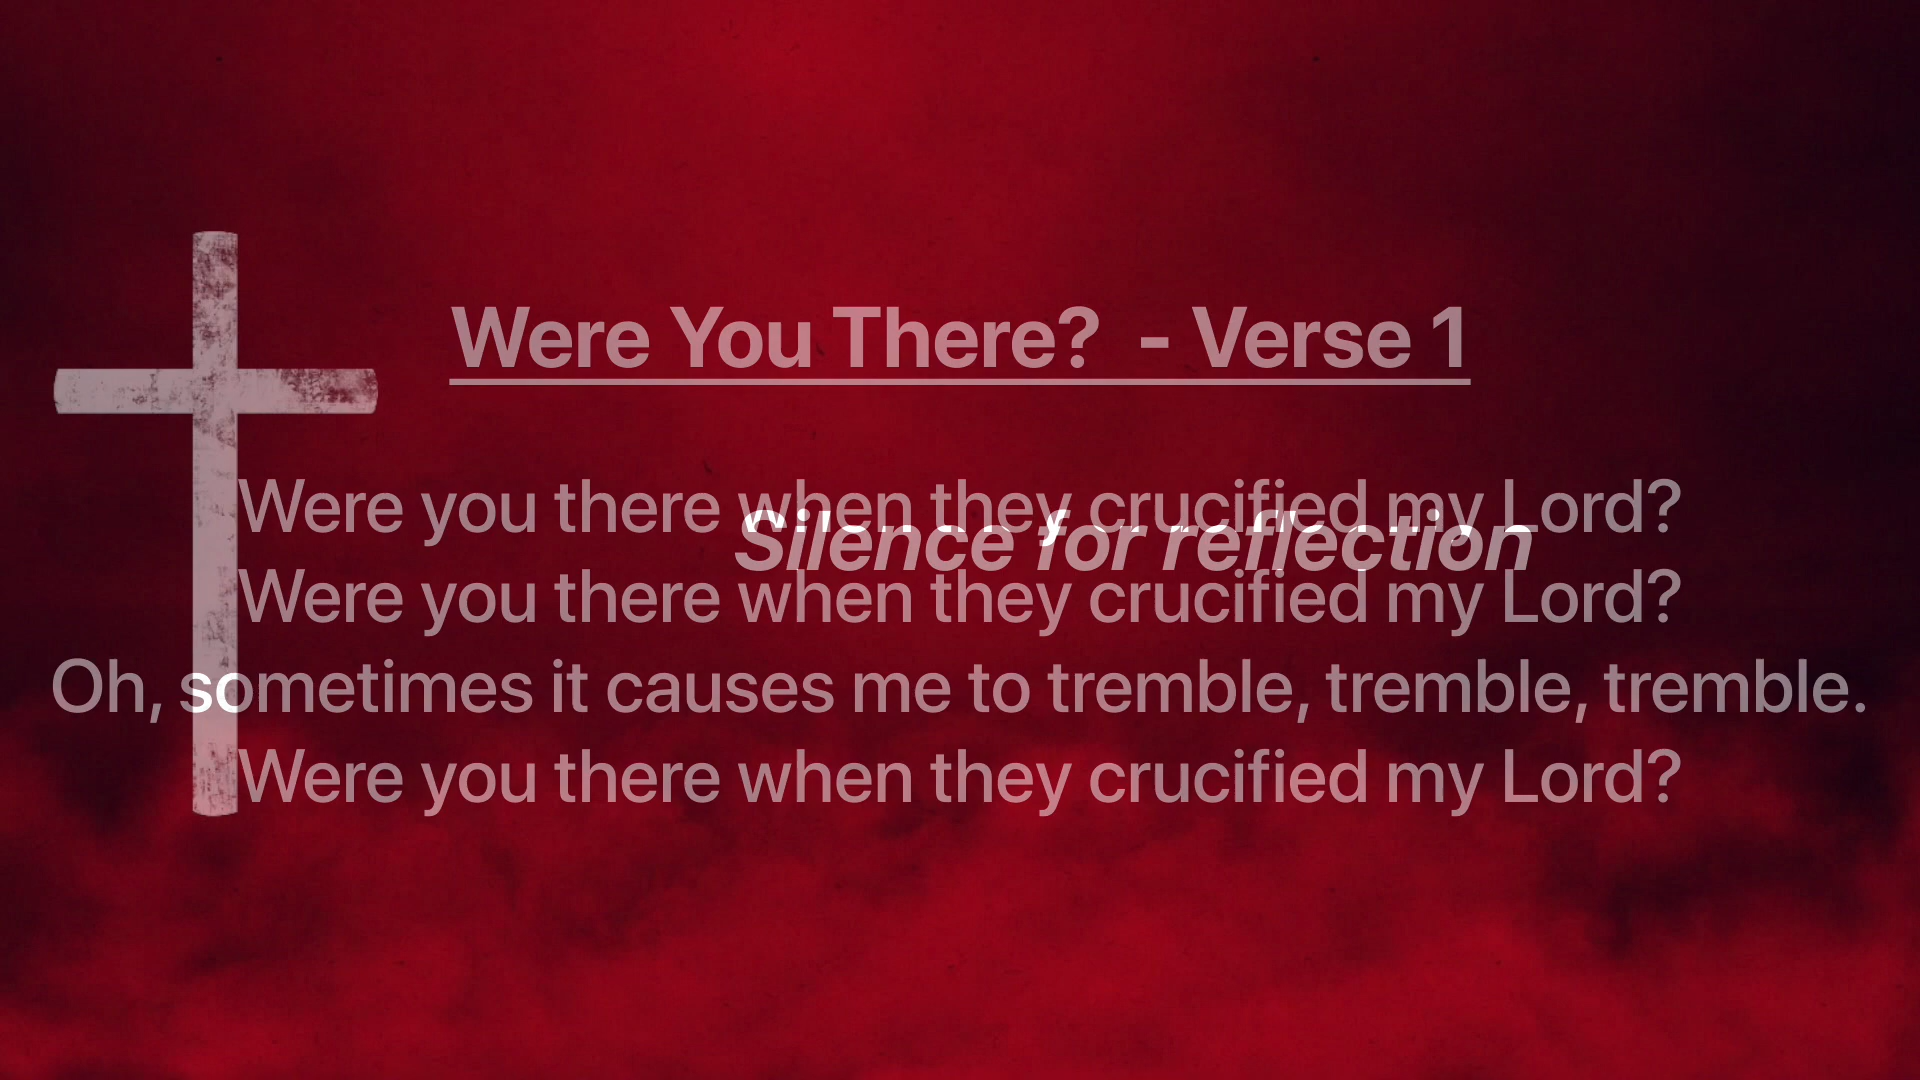 Were You There?  - Verse 1
Were you there when they crucified my Lord?
Silence for reflection
Were you there when they crucified my Lord?
Oh, sometimes it causes me to tremble, tremble, tremble.
Were you there when they crucified my Lord?